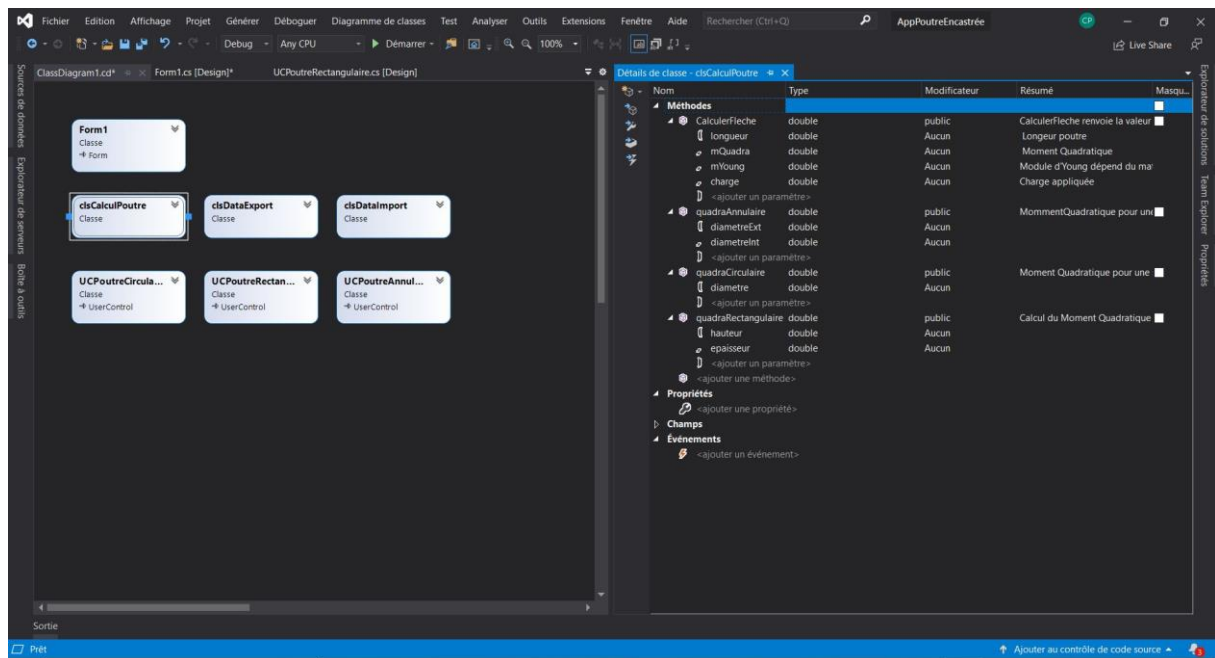 Fichier Edition Affichage Projet Générer Déboguer Diagramme de classes Test Analyser Outils Extensions Fenêtre Aide Rechercher (Ctrl+Q) AppPoutreEncastrée CP
Debug Any CPU Démarrer 100% Live Share
ClassDiagram1.cd* Form1.cs [Design]* UCPoutreRectangulaire.cs [Design]
Détails de classe - clsCalculPoutre
Sources de données
Explorateur de serveurs
Boîte à outils
Form1
Classe
Form
clsCalculPoutre
Classe
clsDataExport
Classe
clsDataImport
Classe
UCPoutreCircula...
Classe
UserControl
UCPoutreRectan...
Classe
UserControl
UCPoutreAnnul...
Classe
UserControl
Nom Type Modificateur Résumé Masqu...
Méthodes
CalculerFleche double public CalculerFleche renvoie la valeur
longueur double Aucun Longeur poutre
mQuadra double Aucun Moment Quadratique
mYoung double Aucun Module d'Young dépend du ma
charge double Aucun Charge appliquée
<ajouter un paramètre>
quadraAnnulaire double public MommentQuadratique pour une
diametreExt double Aucun
diametreInt double Aucun
<ajouter un paramètre>
quadraCirculaire double public Moment Quadratique pour une
diametre double Aucun
<ajouter un paramètre>
quadraRectangulaire double public Calcul du Moment Quadratique
hauteur double Aucun
epaisseur double Aucun
<ajouter un paramètre>
<ajouter une méthode>
Propriétés
<ajouter une propriété>
Champs
Événements
<ajouter un événement>
Explorateur de solutions
Team Explorer
Propriétés
Sortie
Prêt Ajouter au contrôle de code source 3